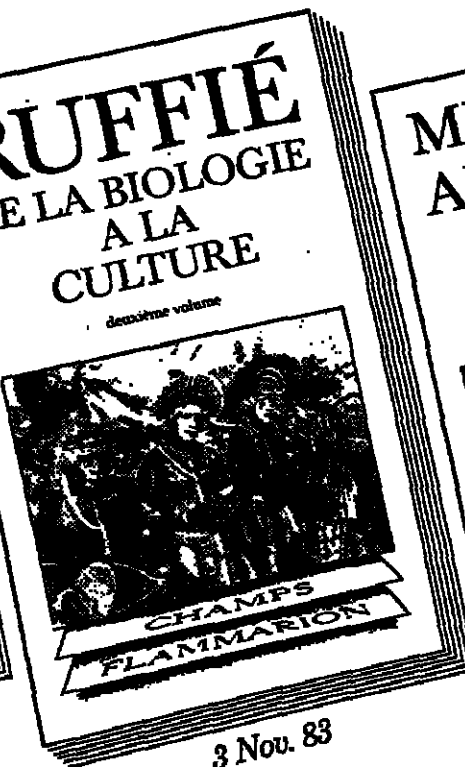 RUFFIÉ
E LA BIOLOGIE
A LA
CULTURE
deuxième volume
CHAMPS
FLAMMARION
3 Nov. 83
M
A